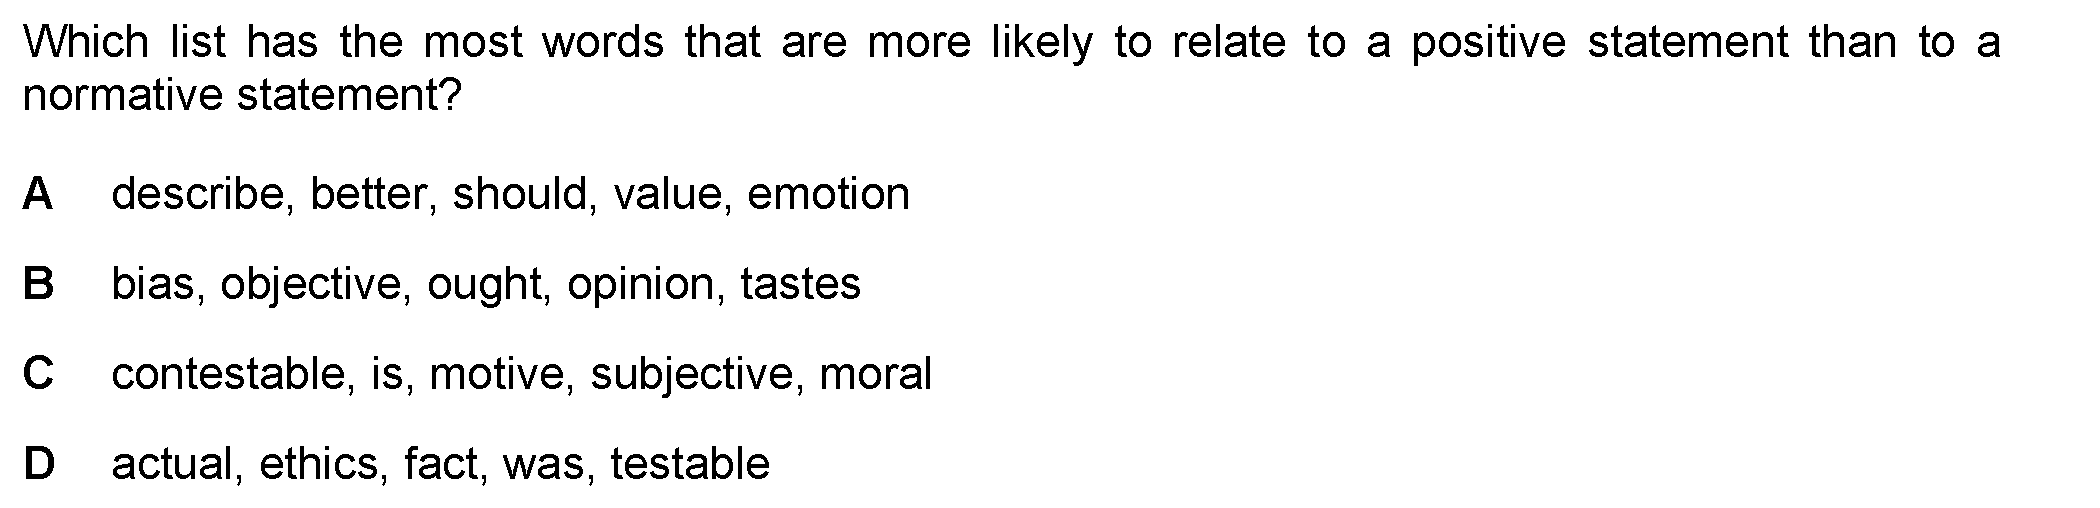 Which list has the most words that are more likely to relate to a positive statement than to a
normative statement?
A describe, better, should, value, emotion
B bias, objective, ought, opinion, tastes
C contestable, is, motive, subjective, moral
D actual, ethics, fact, was, testable